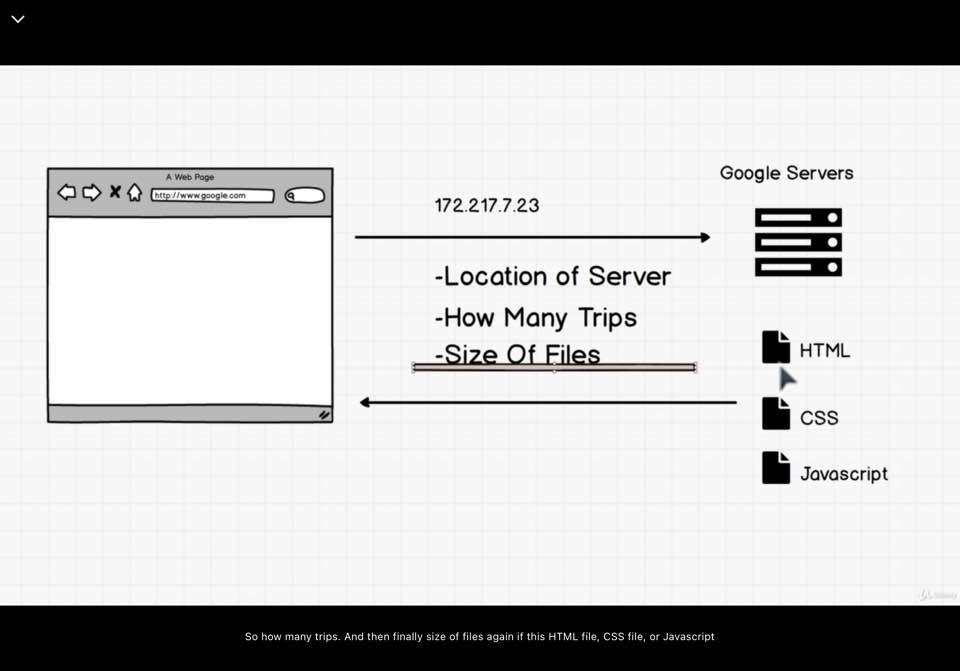 A Web Page
http://www.google.com
172.217.7.23
Google Servers
-Location of Server
-How Many Trips
-Size Of Files
HTML
CSS
Javascript
Udemy
So how many trips. And then finally size of files again if this HTML file, CSS file, or Javascript